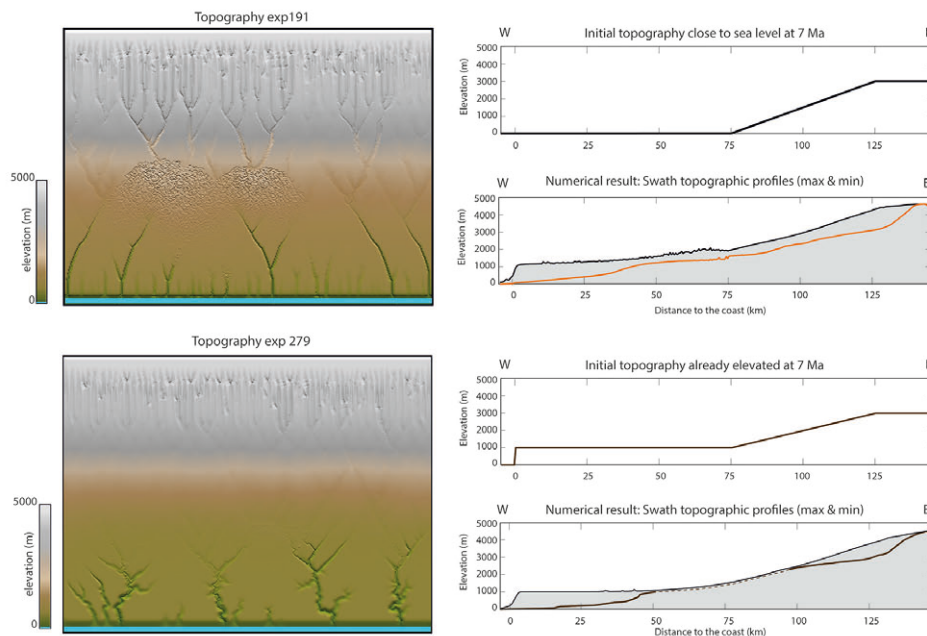 Topography exp191
5000
elevation (m)
0
W
Initial topography close to sea level at 7 Ma
Elevation (m)
5000
4000
3000
2000
1000
0
0 25 50 75 100 125
W
Numerical result: Swath topographic profiles (max & min)
Elevation (m)
5000
4000
3000
2000
1000
0
0 25 50 75 100 125
Distance to the coast (km)
Topography exp 279
5000
elevation (m)
0
W
Initial topography already elevated at 7 Ma
Elevation (m)
5000
4000
3000
2000
1000
0
0 25 50 75 100 125
W
Numerical result: Swath topographic profiles (max & min)
Elevation (m)
5000
4000
3000
2000
1000
0
0 25 50 75 100 125
Distance to the coast (km)